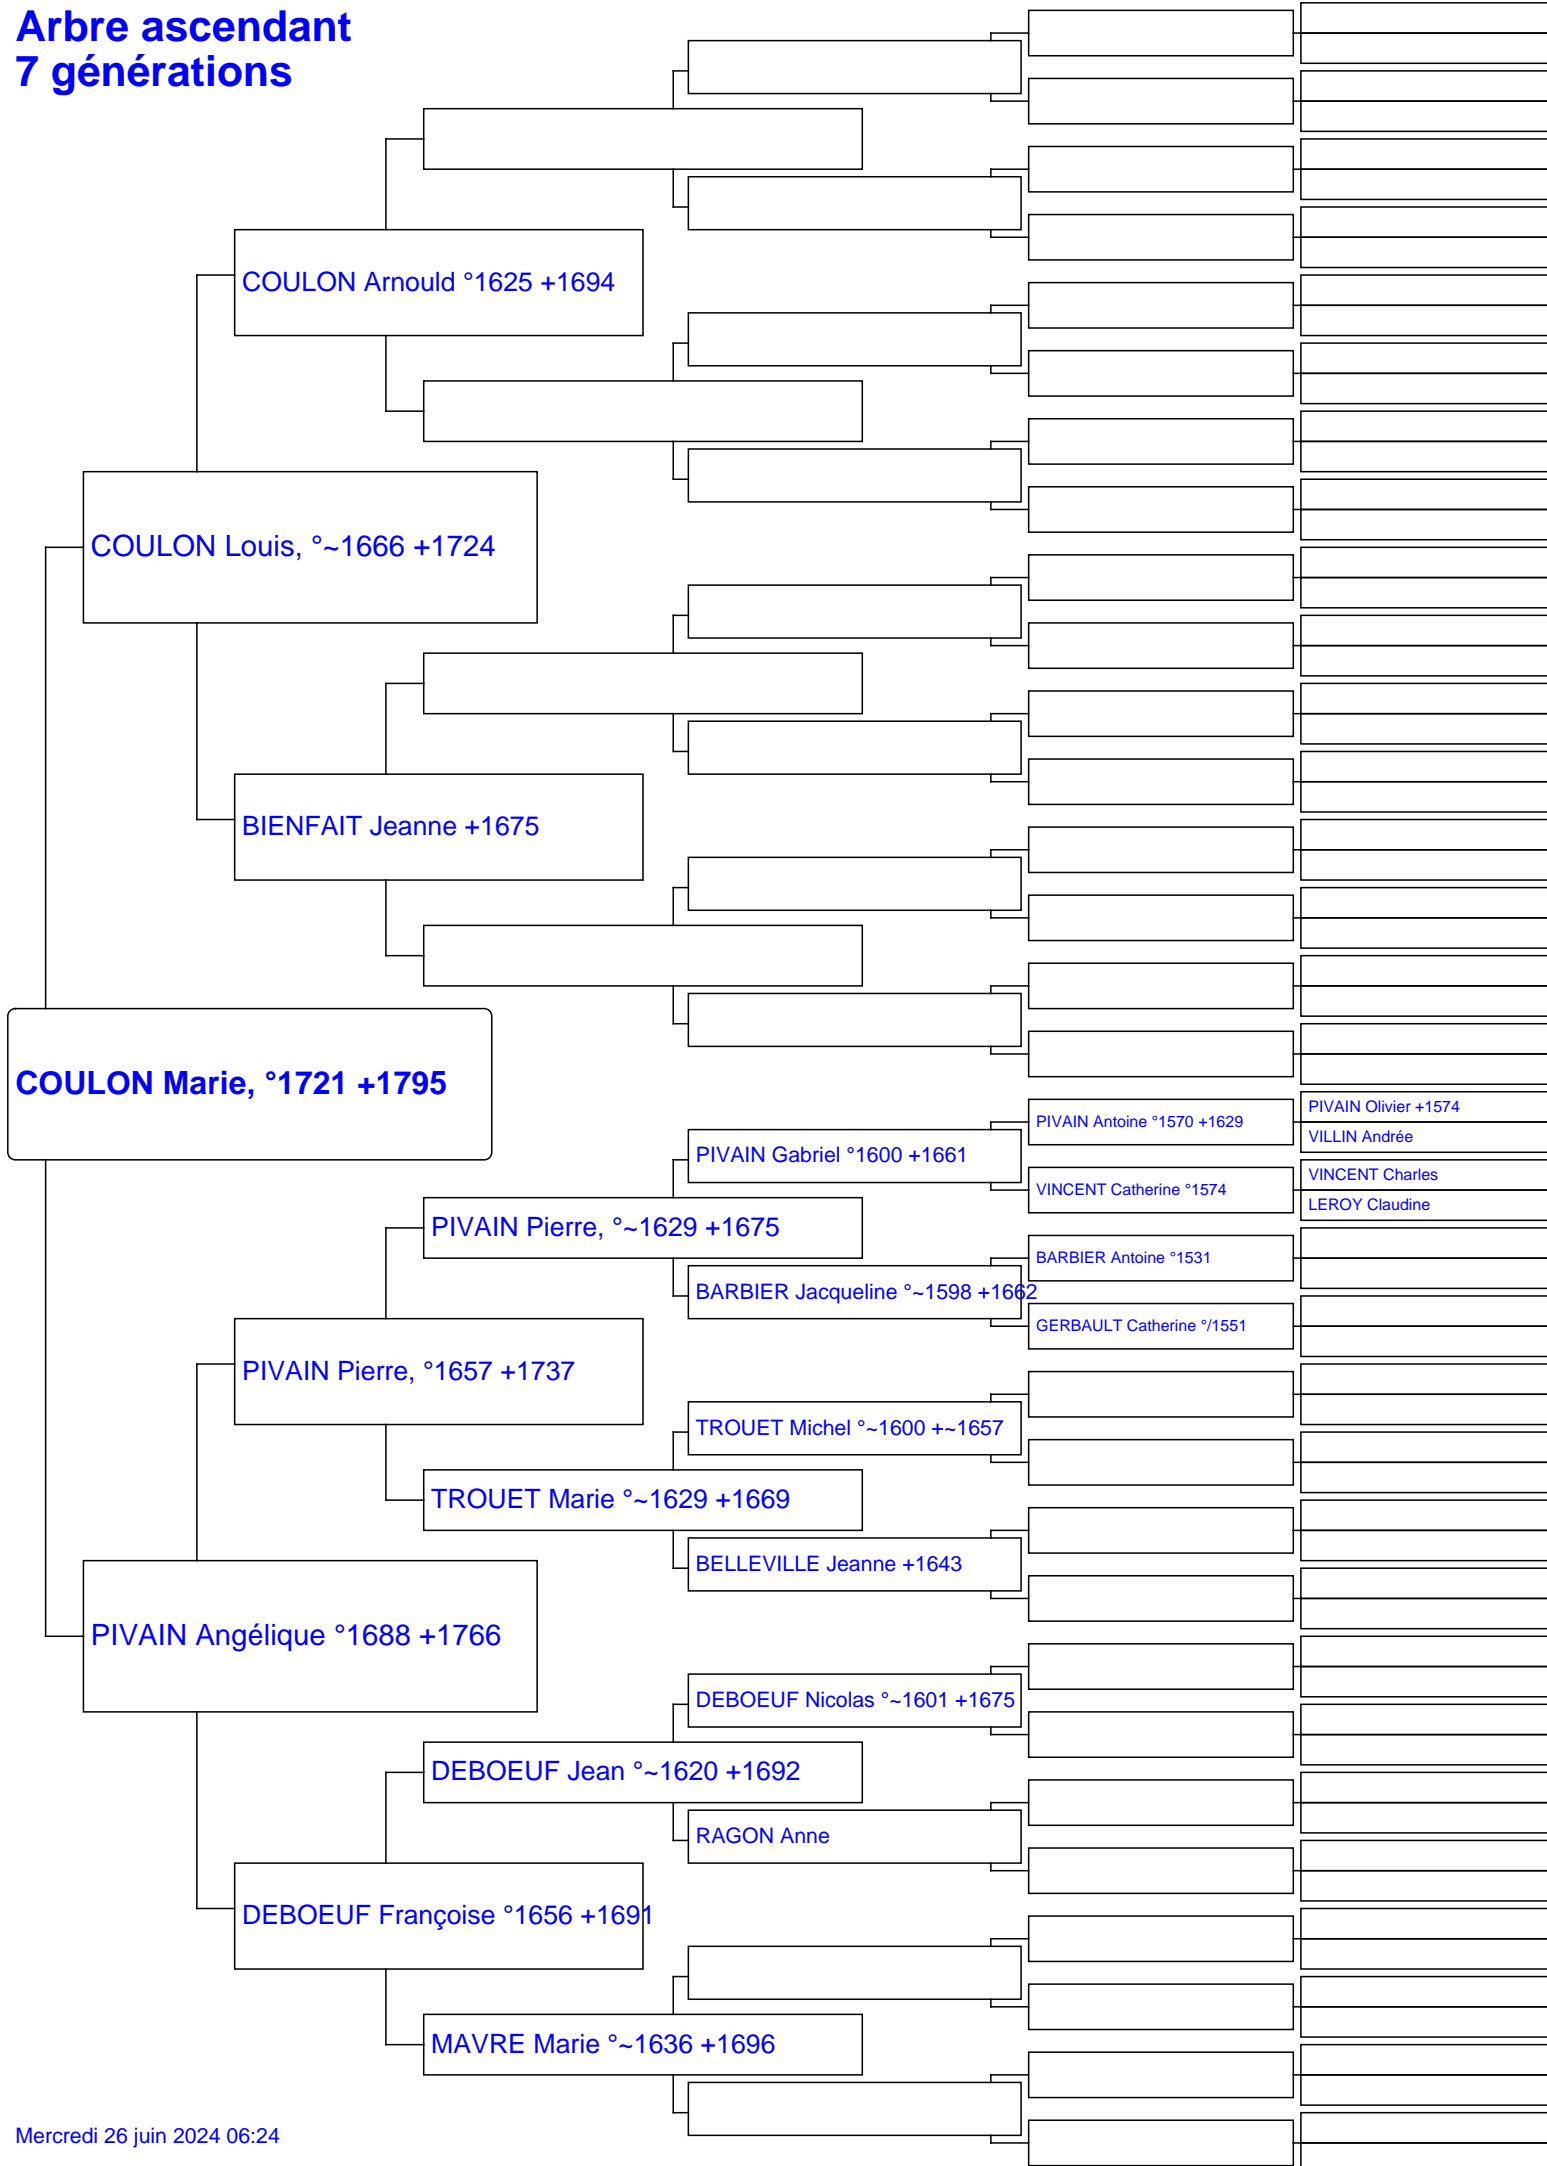 Arbre ascendant
7 générations
COULON Arnould °1625 +1694
COULON Louis, °~1666 +1724
BIENFAIT Jeanne +1675
COULON Marie, °1721 +1795
PIVAIN Olivier +1574
PIVAIN Antoine °1570 +1629
VILLIN Andrée
PIVAIN Gabriel °1600 +1661
VINCENT Charles
VINCENT Catherine °1574
LEROY Claudine
PIVAIN Pierre, °~1629 +1675
BARBIER Antoine °1531
BARBIER Jacqueline °~1598 +1662
GERBAULT Catherine °/1551
PIVAIN Pierre, °1657 +1737
TROUET Michel °~1600 +~1657
TROUET Marie °~1629 +1669
BELLEVILLE Jeanne +1643
PIVAIN Angélique °1688 +1766
DEBOEUF Nicolas °~1601 +1675
DEBOEUF Jean °~1620 +1692
RAGON Anne
DEBOEUF Françoise °1656 +1691
MAVRE Marie °~1636 +1696
Mercredi 26 juin 2024 06:24